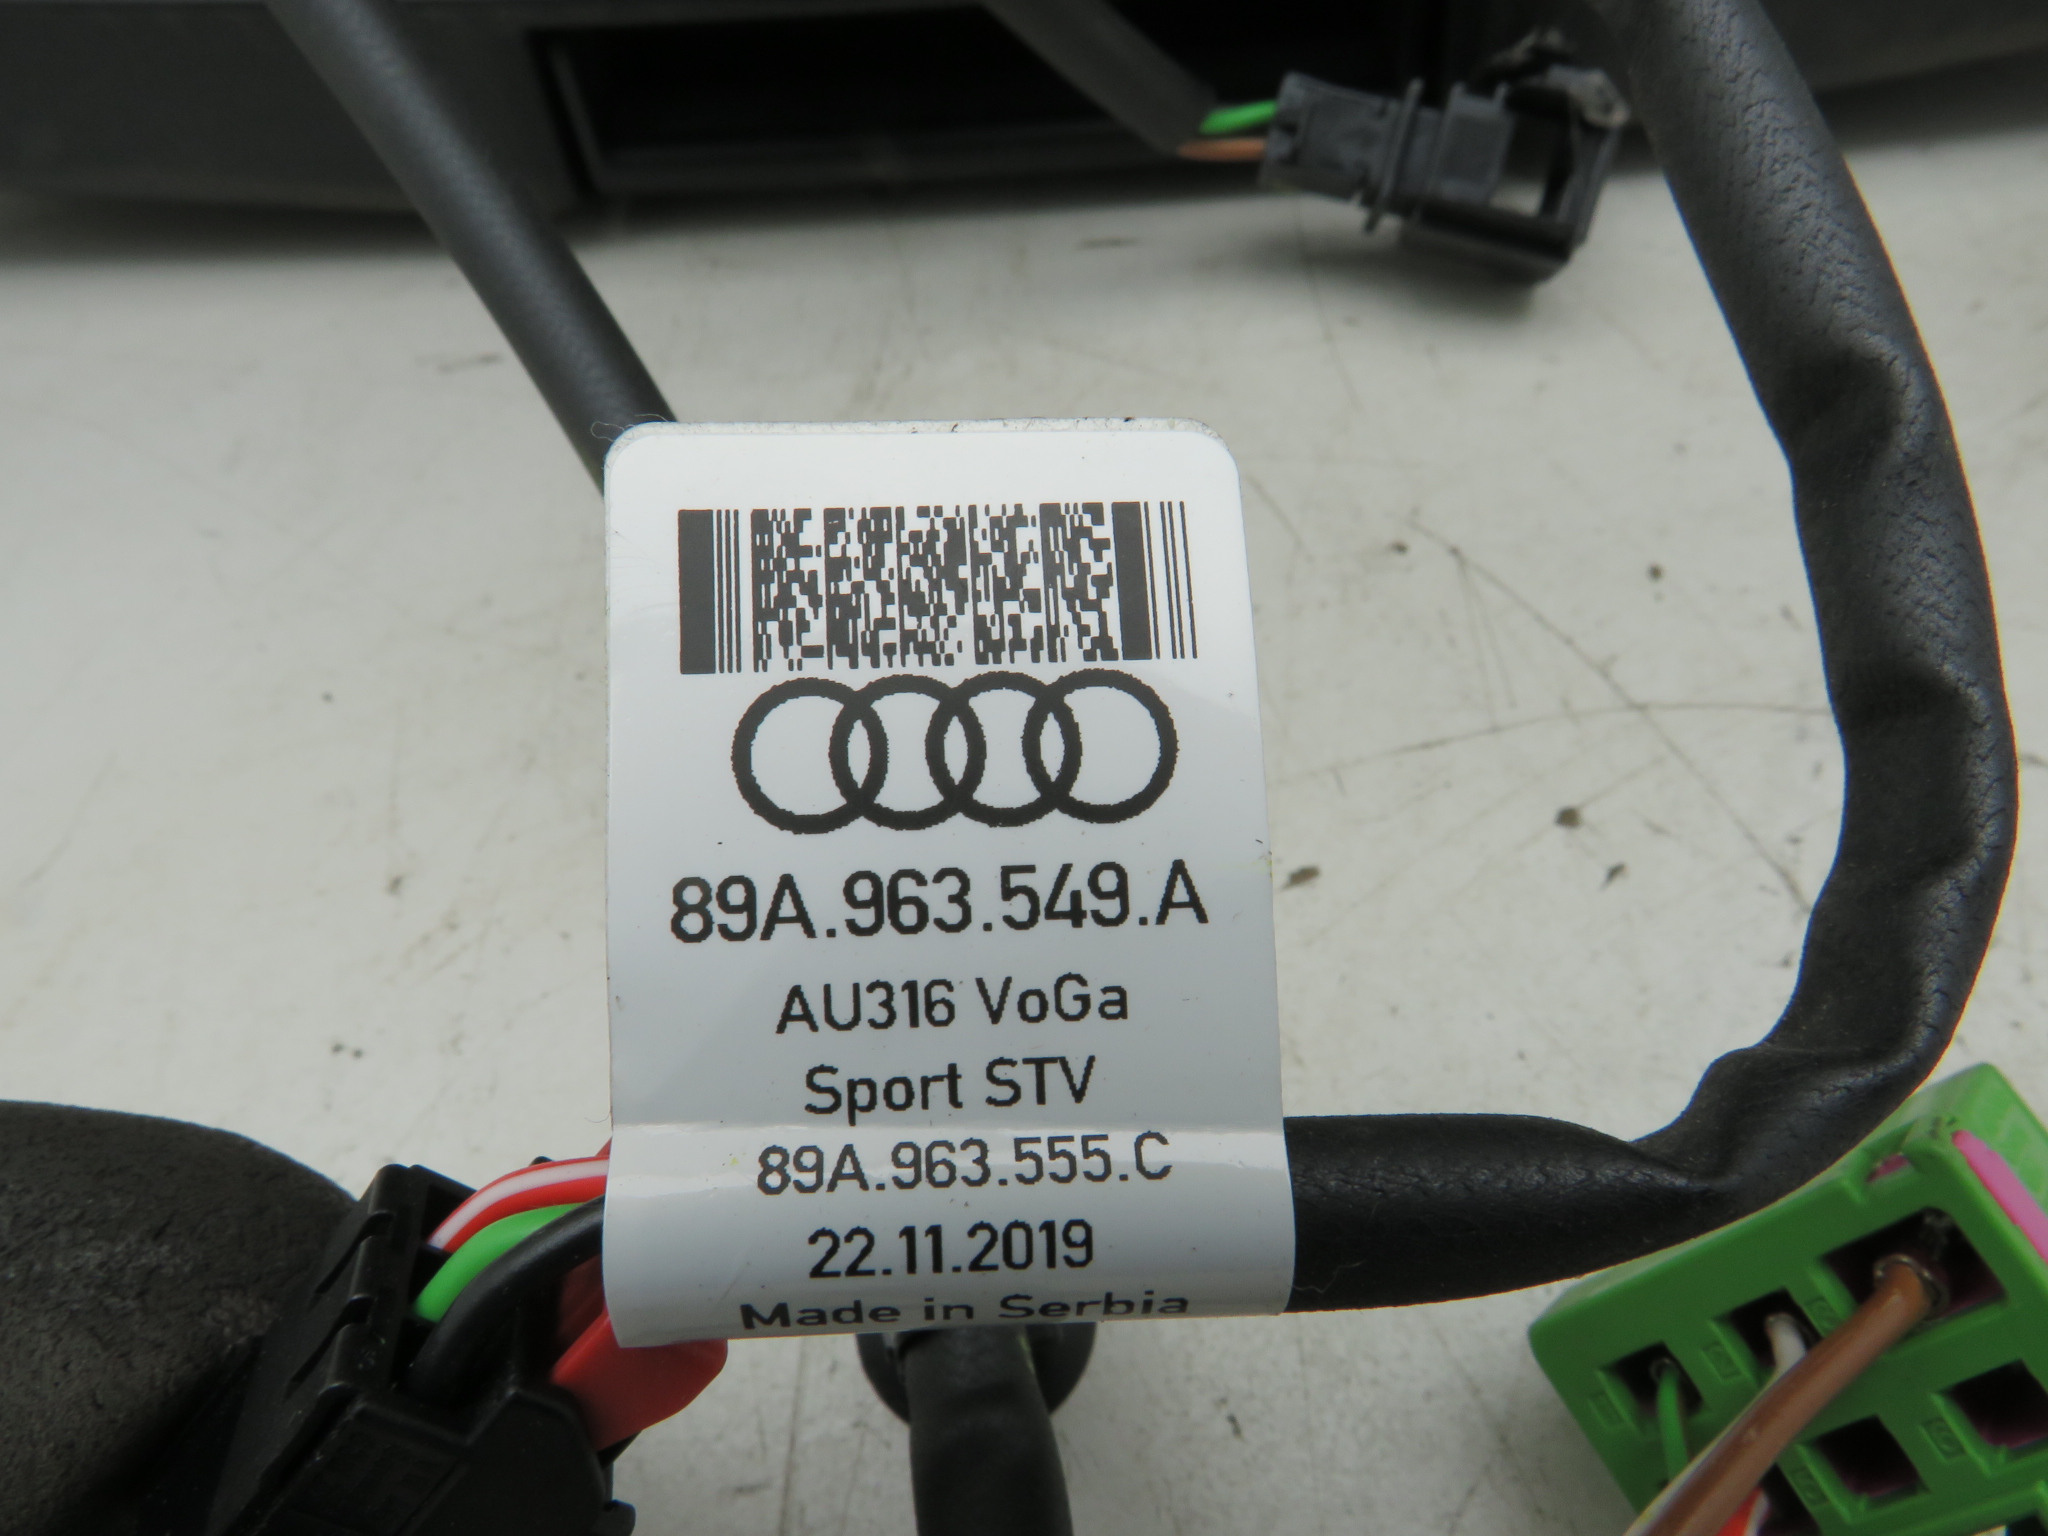 89A.963.549.A
AU316 VoGa
Sport STV
89A.963.555.C
22.11.2019
Made in Serbia